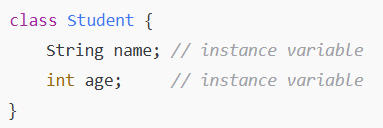 class Student {
    String name; // instance variable
    int age;     // instance variable
}